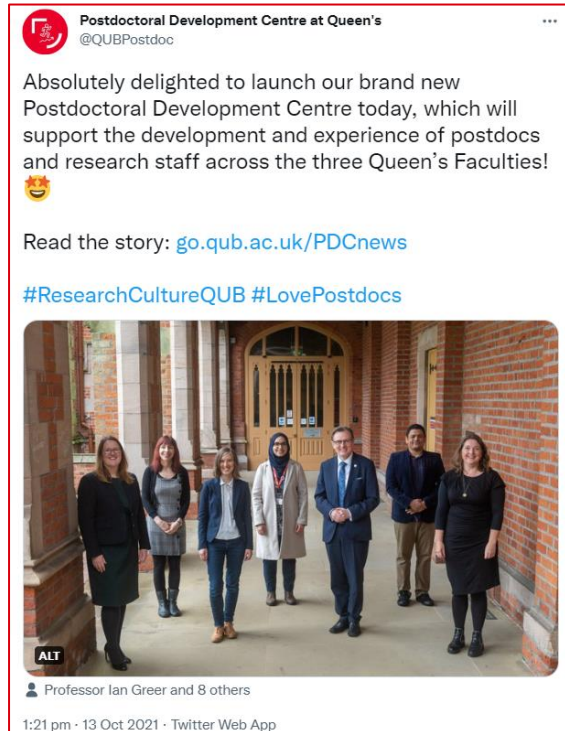 Postdoctoral Development Centre at Queen's
@QUBPostdoc
Absolutely delighted to launch our brand new
Postdoctoral Development Centre today, which will
support the development and experience of postdocs
and research staff across the three Queen's Faculties!
🤩
Read the story: go.qub.ac.uk/PDCnews
#ResearchCultureQUB #LovePostdocs
ALT
Professor Ian Greer and 8 others
1:21 pm · 13 Oct 2021 · Twitter Web App